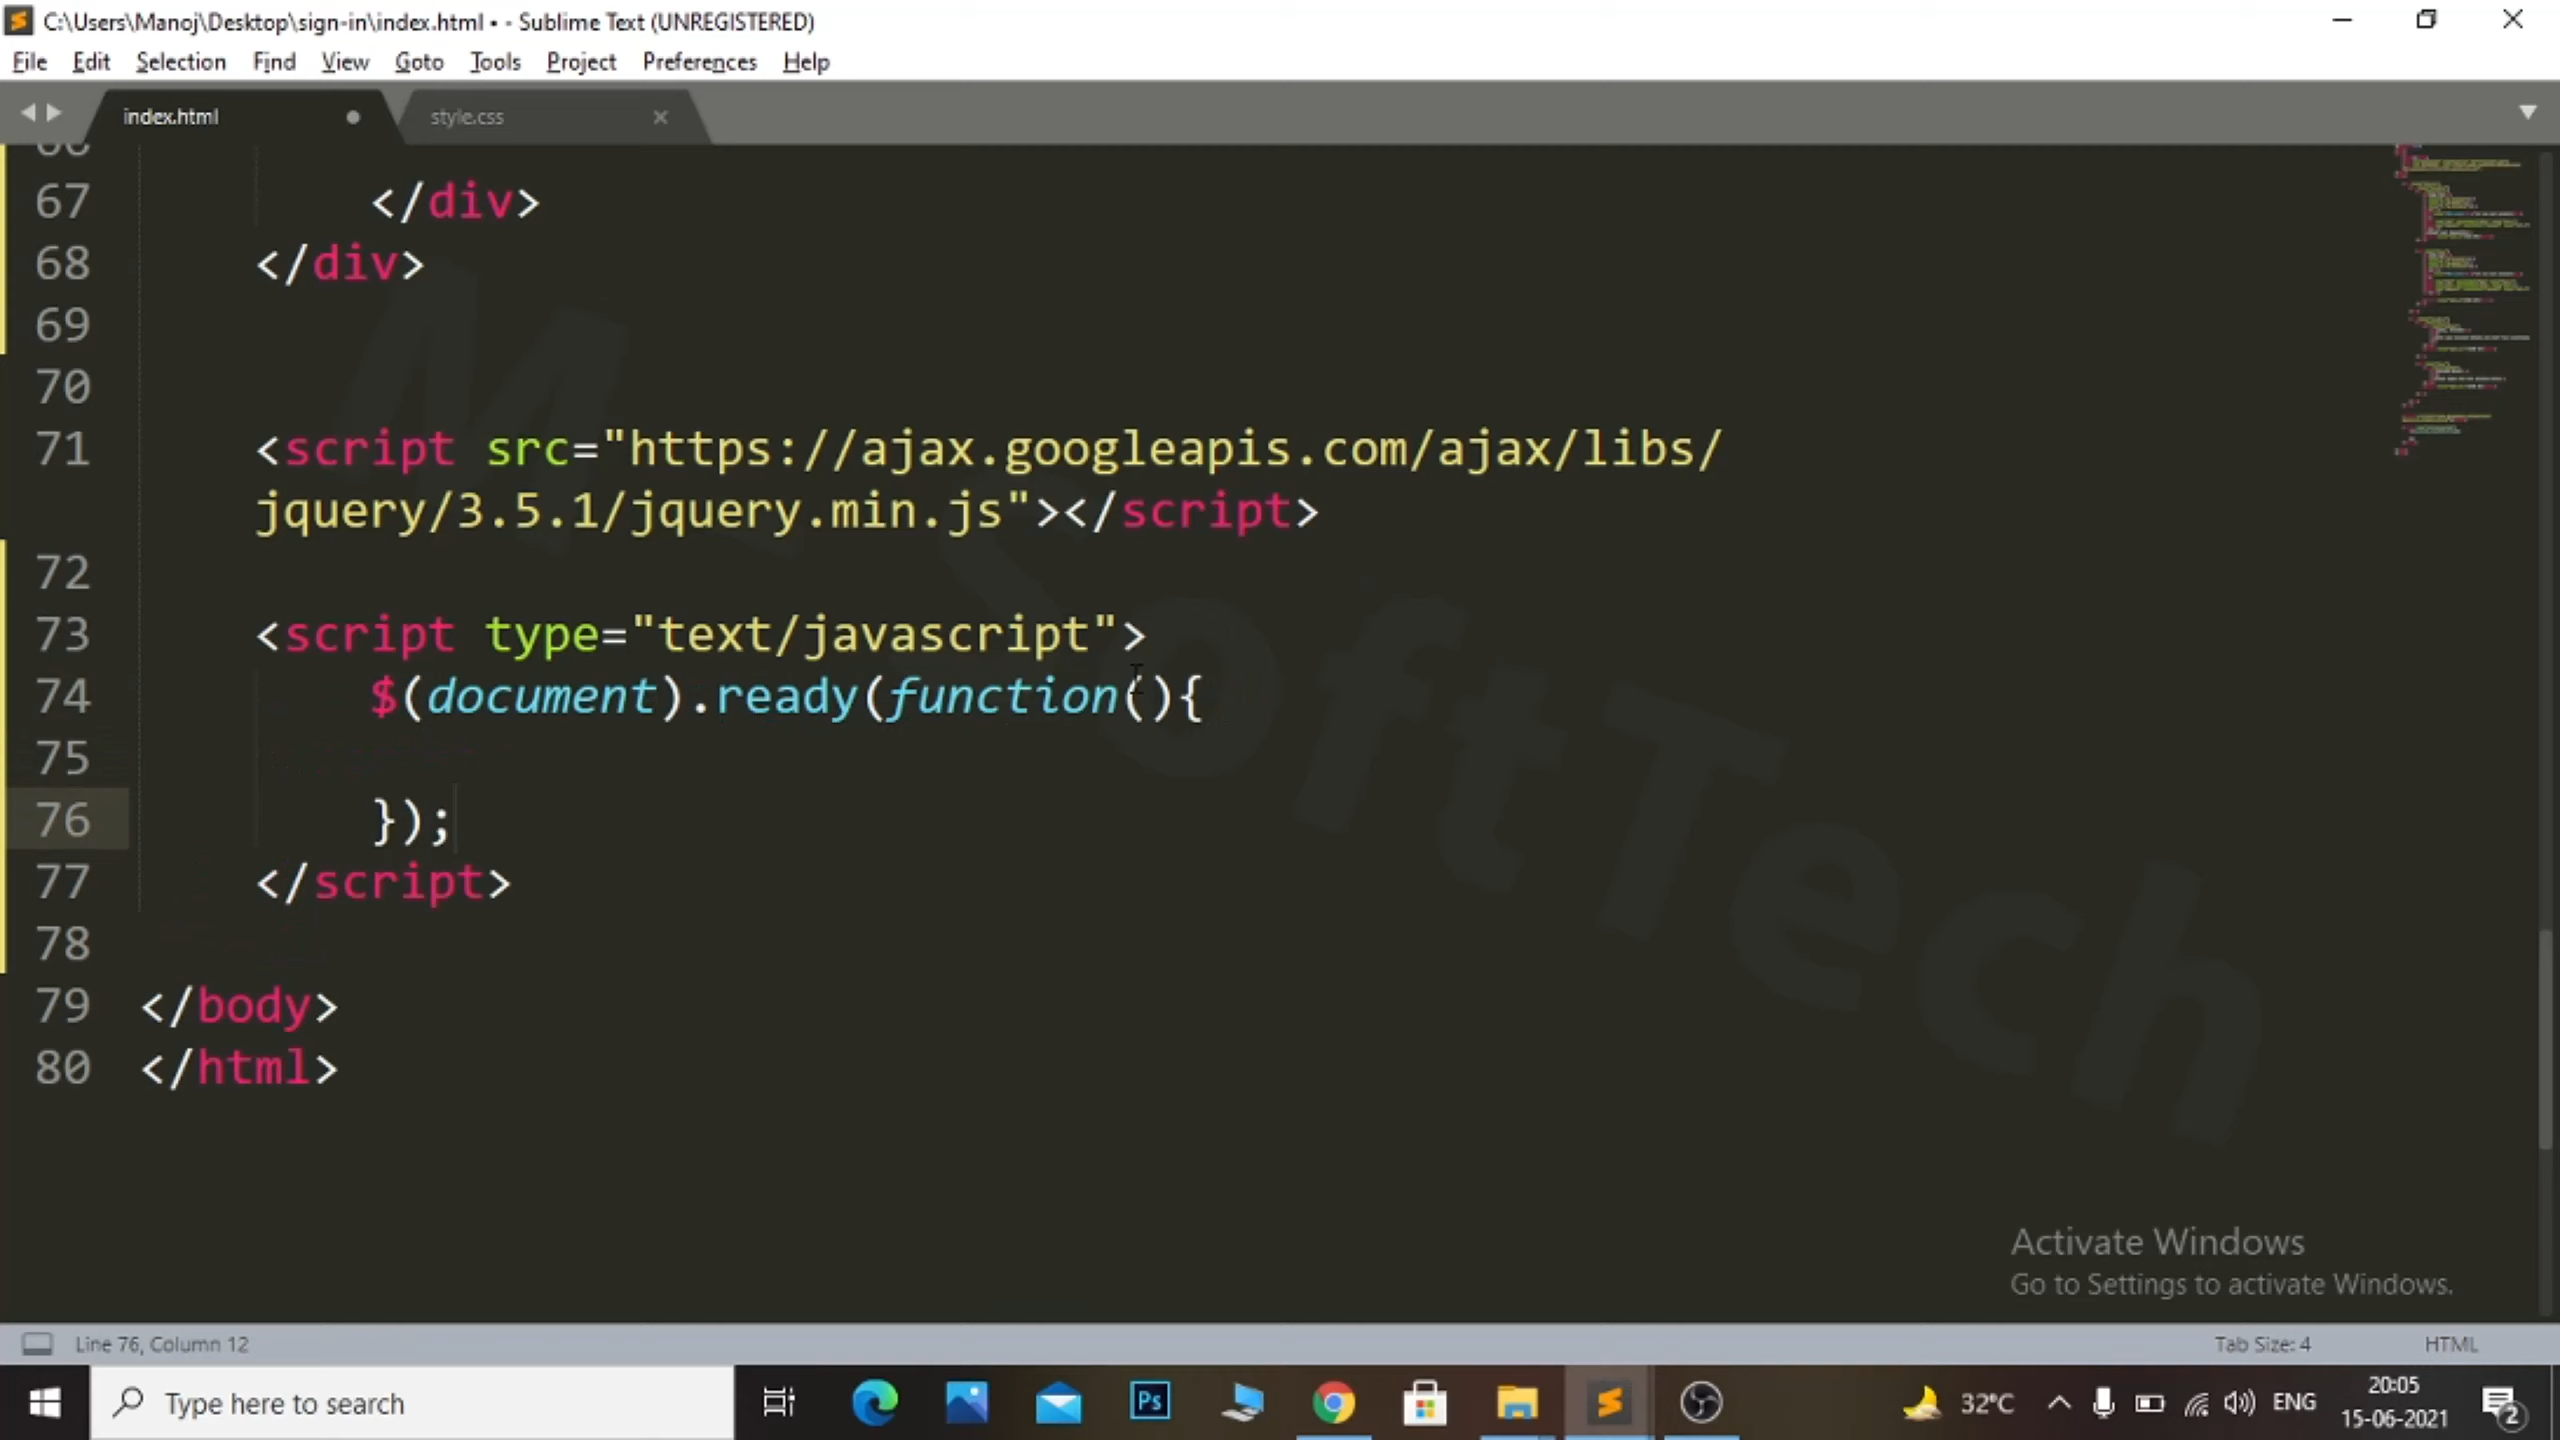 C:\Users\Manoj\Desktop\sign-in\index.html • - Sublime Text (UNREGISTERED)
File Edit Selection Find View Goto Tools Project Preferences Help
index.html style.css
67 </div>
68 </div>
69
70
71 <script src="https://ajax.googleapis.com/ajax/libs/
jquery/3.5.1/jquery.min.js"></script>
72
73 <script type="text/javascript">
74 $(document).ready(function(){
75
76 });
77 </script>
78
79 </body>
80 </html>
M-SoftTech
Activate Windows
Go to Settings to activate Windows.
Line 76, Column 12 Tab Size: 4 HTML
Type here to search Ps 32°C ENG 20:05
15-06-2021 2